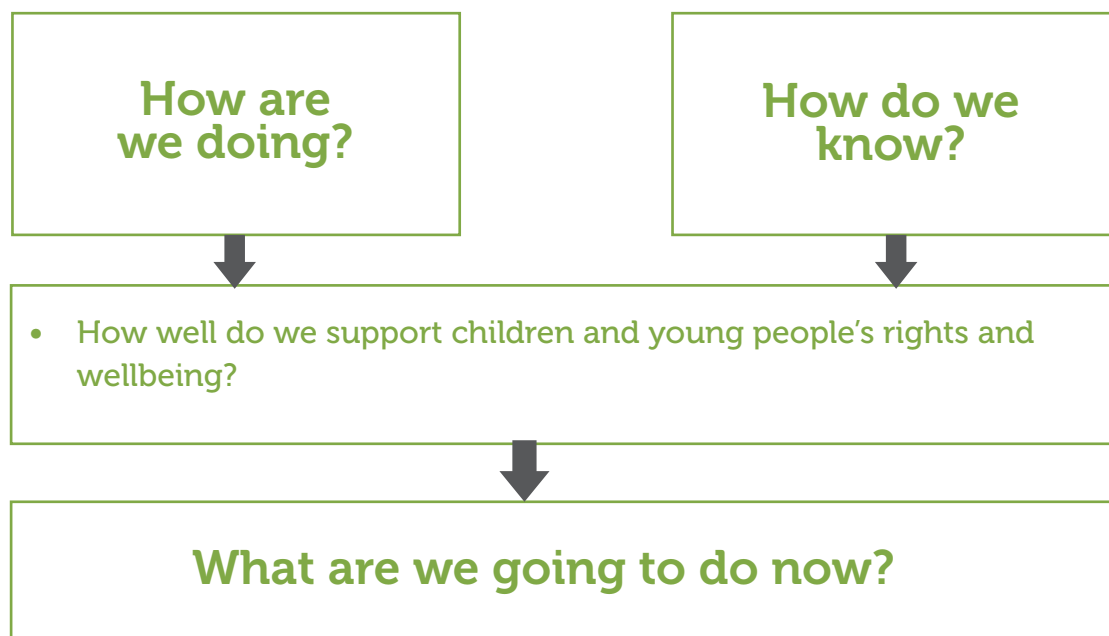 How are
we doing?
How do we
know?
• How well do we support children and young people’s rights and
wellbeing?
What are we going to do now?